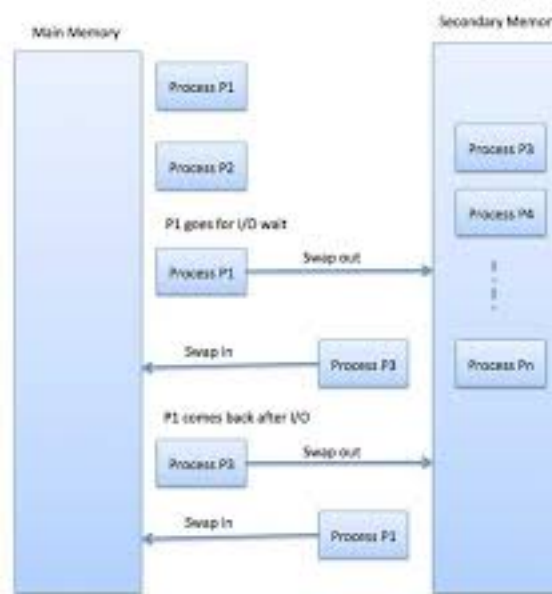 Main Memory
Secondary Memor
Process P1
Process P2
Process P3
Process P4
P1 goes for I/O wait
Process P1
Swap out
Swap in
Process P3
Process Pn
P1 comes back after I/O
Process P3
Swap out
Swap in
Process P1